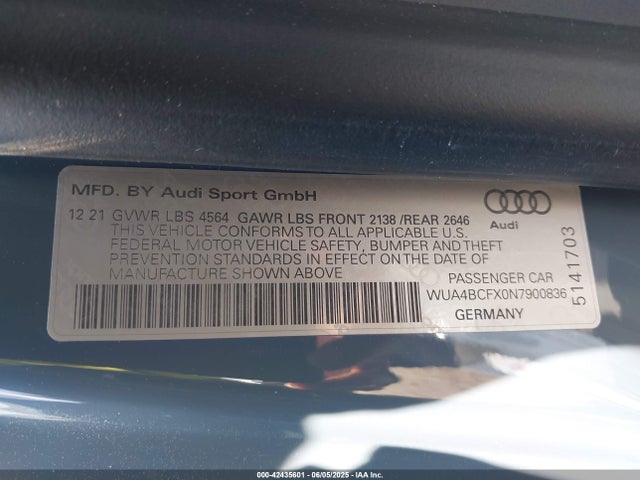 MFD. BY Audi Sport GmbH
12 21 GVWR LBS 4564 GAWR LBS FRONT 2138 /REAR 2646
THIS VEHICLE CONFORMS TO ALL APPLICABLE U.S.
FEDERAL MOTOR VEHICLE SAFETY, BUMPER AND THEFT
PREVENTION STANDARDS IN EFFECT ON THE DATE OF
MANUFACTURE SHOWN ABOVE
Audi
PASSENGER CAR
WUA4BCFX0N7900836
GERMANY
5141703
000-42435601 - 06/05/2025 - IAAI, Inc.